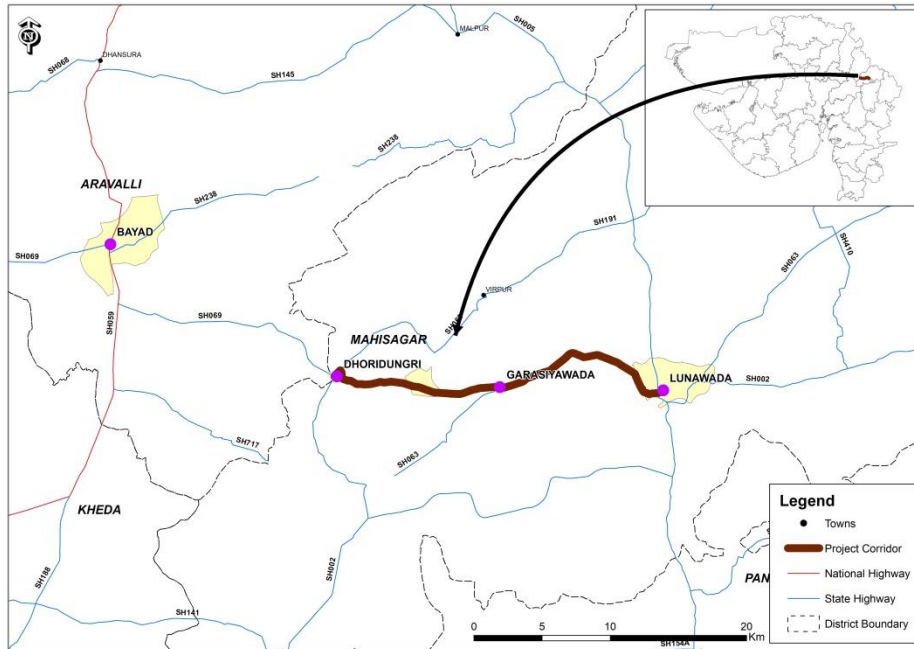 N
MALPUR
SH005
DHANSURA
SH068
SH145
SH238
ARAVALLI
SH238
BAYAD
SH069
SH191
SH410
SH063
VIRPUR
SH059
SH069
MAHISAGAR
DHORIDUNGRI
GARASIYAWADA
LUNAWADA
SH002
SH717
SH063
KHEDA
SH188
SH002
SH141
SH154A
PAN
Legend
Towns
Project Corridor
National Highway
State Highway
District Boundary
0 5 10 20
Km